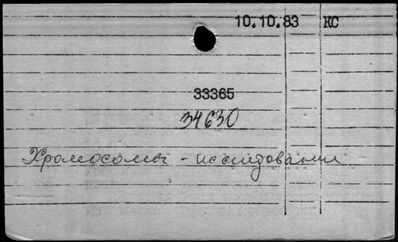 10.10.83 КС
33365
34630
Хромосомы - исследования